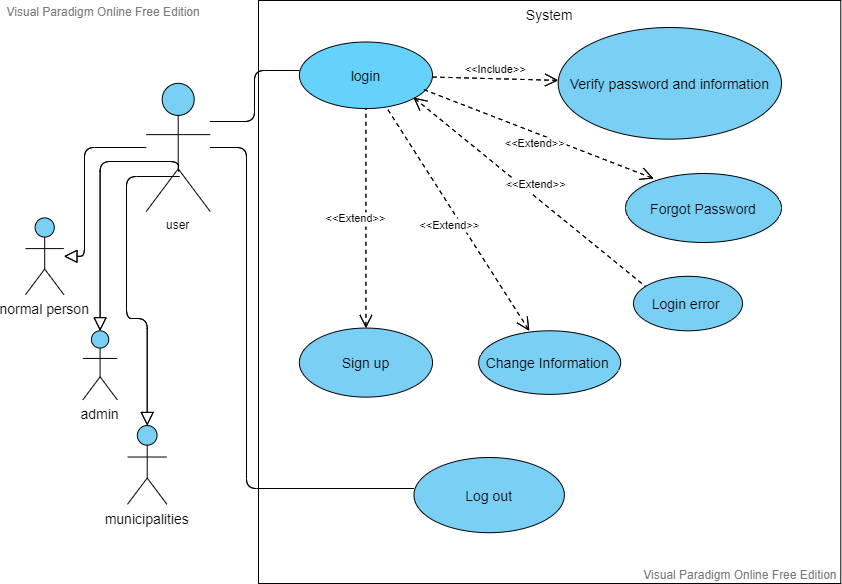 Visual Paradigm Online Free Edition
System
login
<<Include>>
Verify password and information
<<Extend>>
Forgot Password
<<Extend>>
<<Extend>>
<<Extend>>
user
normal person
Login error
Sign up
Change Information
admin
Log out
municipalities
Visual Paradigm Online Free Edition